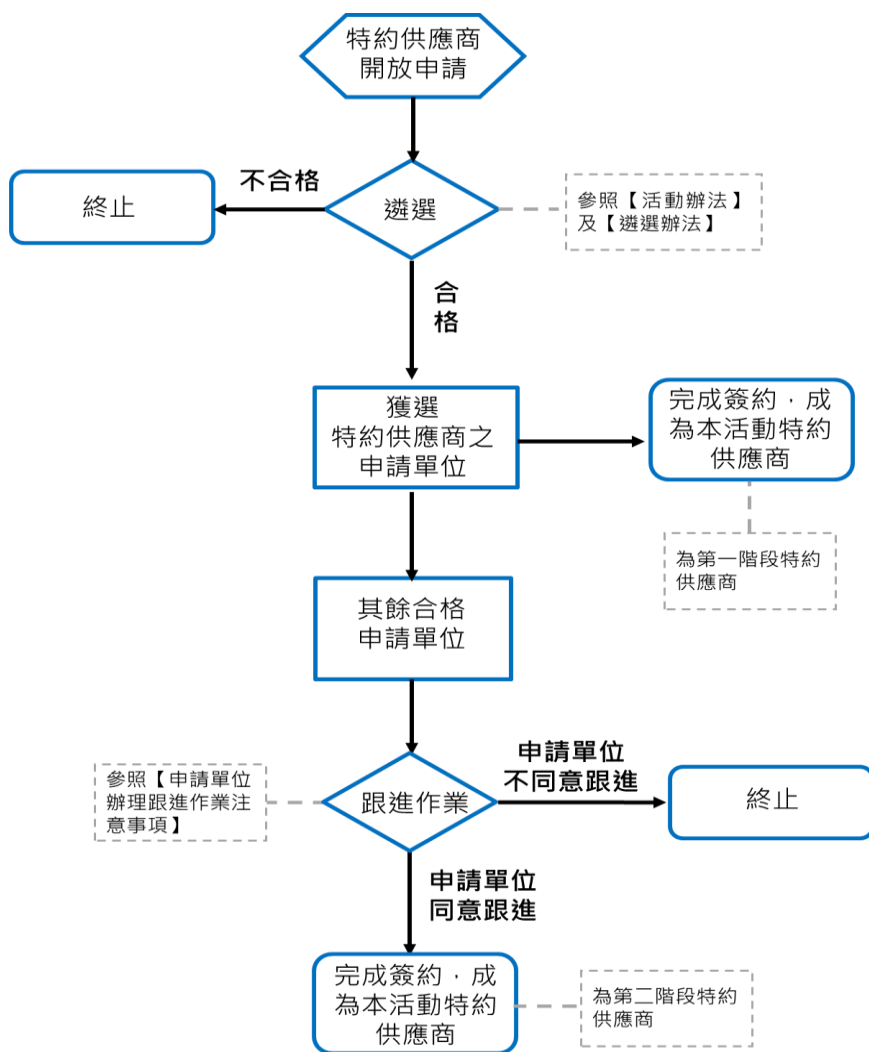 特約供應商
開放申請
不合格
終止
遴選
參照【活動辦法】
及【遴選辦法】
合
格
獲選
特約供應商之
申請單位
完成簽約，成
為本活動特約
供應商
為第一階段特約
供應商
其餘合格
申請單位
參照【申請單位
辦理跟進作業注
意事項】
跟進作業
申請單位
不同意跟進
終止
申請單位
同意跟進
完成簽約，成
為本活動特約
供應商
為第二階段特約
供應商